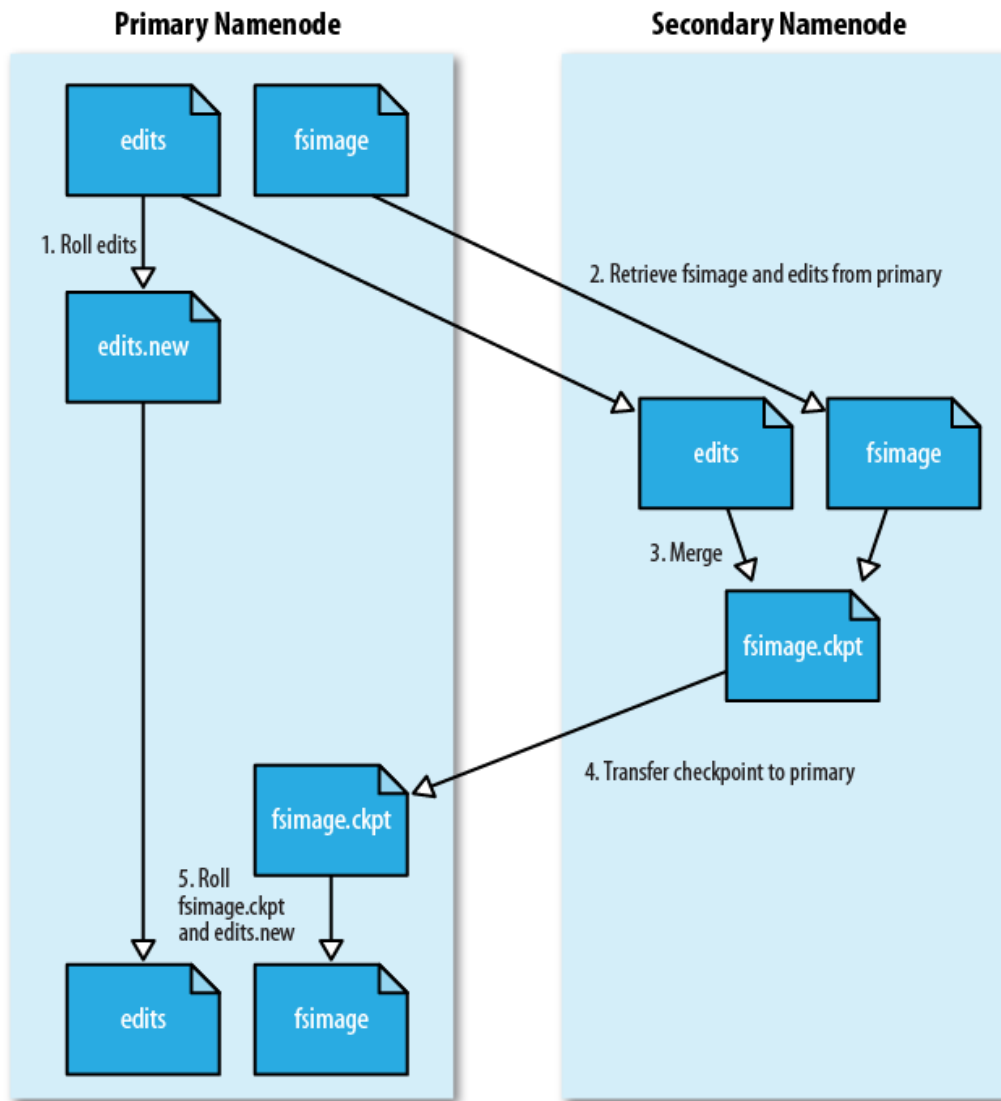 Primary Namenode
Secondary Namenode
edits
fsimage
1. Roll edits
2. Retrieve fsimage and edits from primary
edits.new
edits
fsimage
3. Merge
fsimage.ckpt
4. Transfer checkpoint to primary
fsimage.ckpt
5. Roll
fsimage.ckpt
and edits.new
edits
fsimage